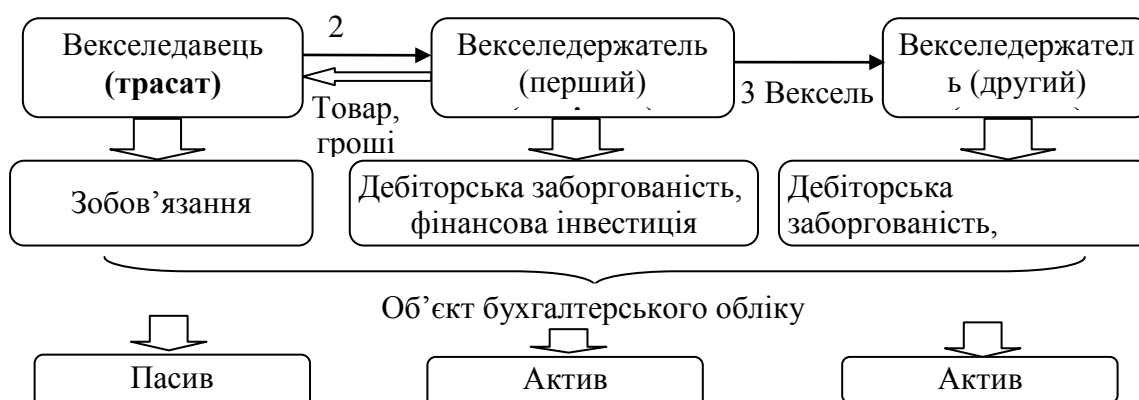 Векселедавець
(трасат)
2
Товар,
гроші
Векселедержатель
(перший)
3 Вексель
Векселедержател
ь (другий)
Зобов’язання
Дебіторська заборгованість,
фінансова інвестиція
Дебіторська
заборгованість,
Об’єкт бухгалтерського обліку
Пасив
Актив
Актив